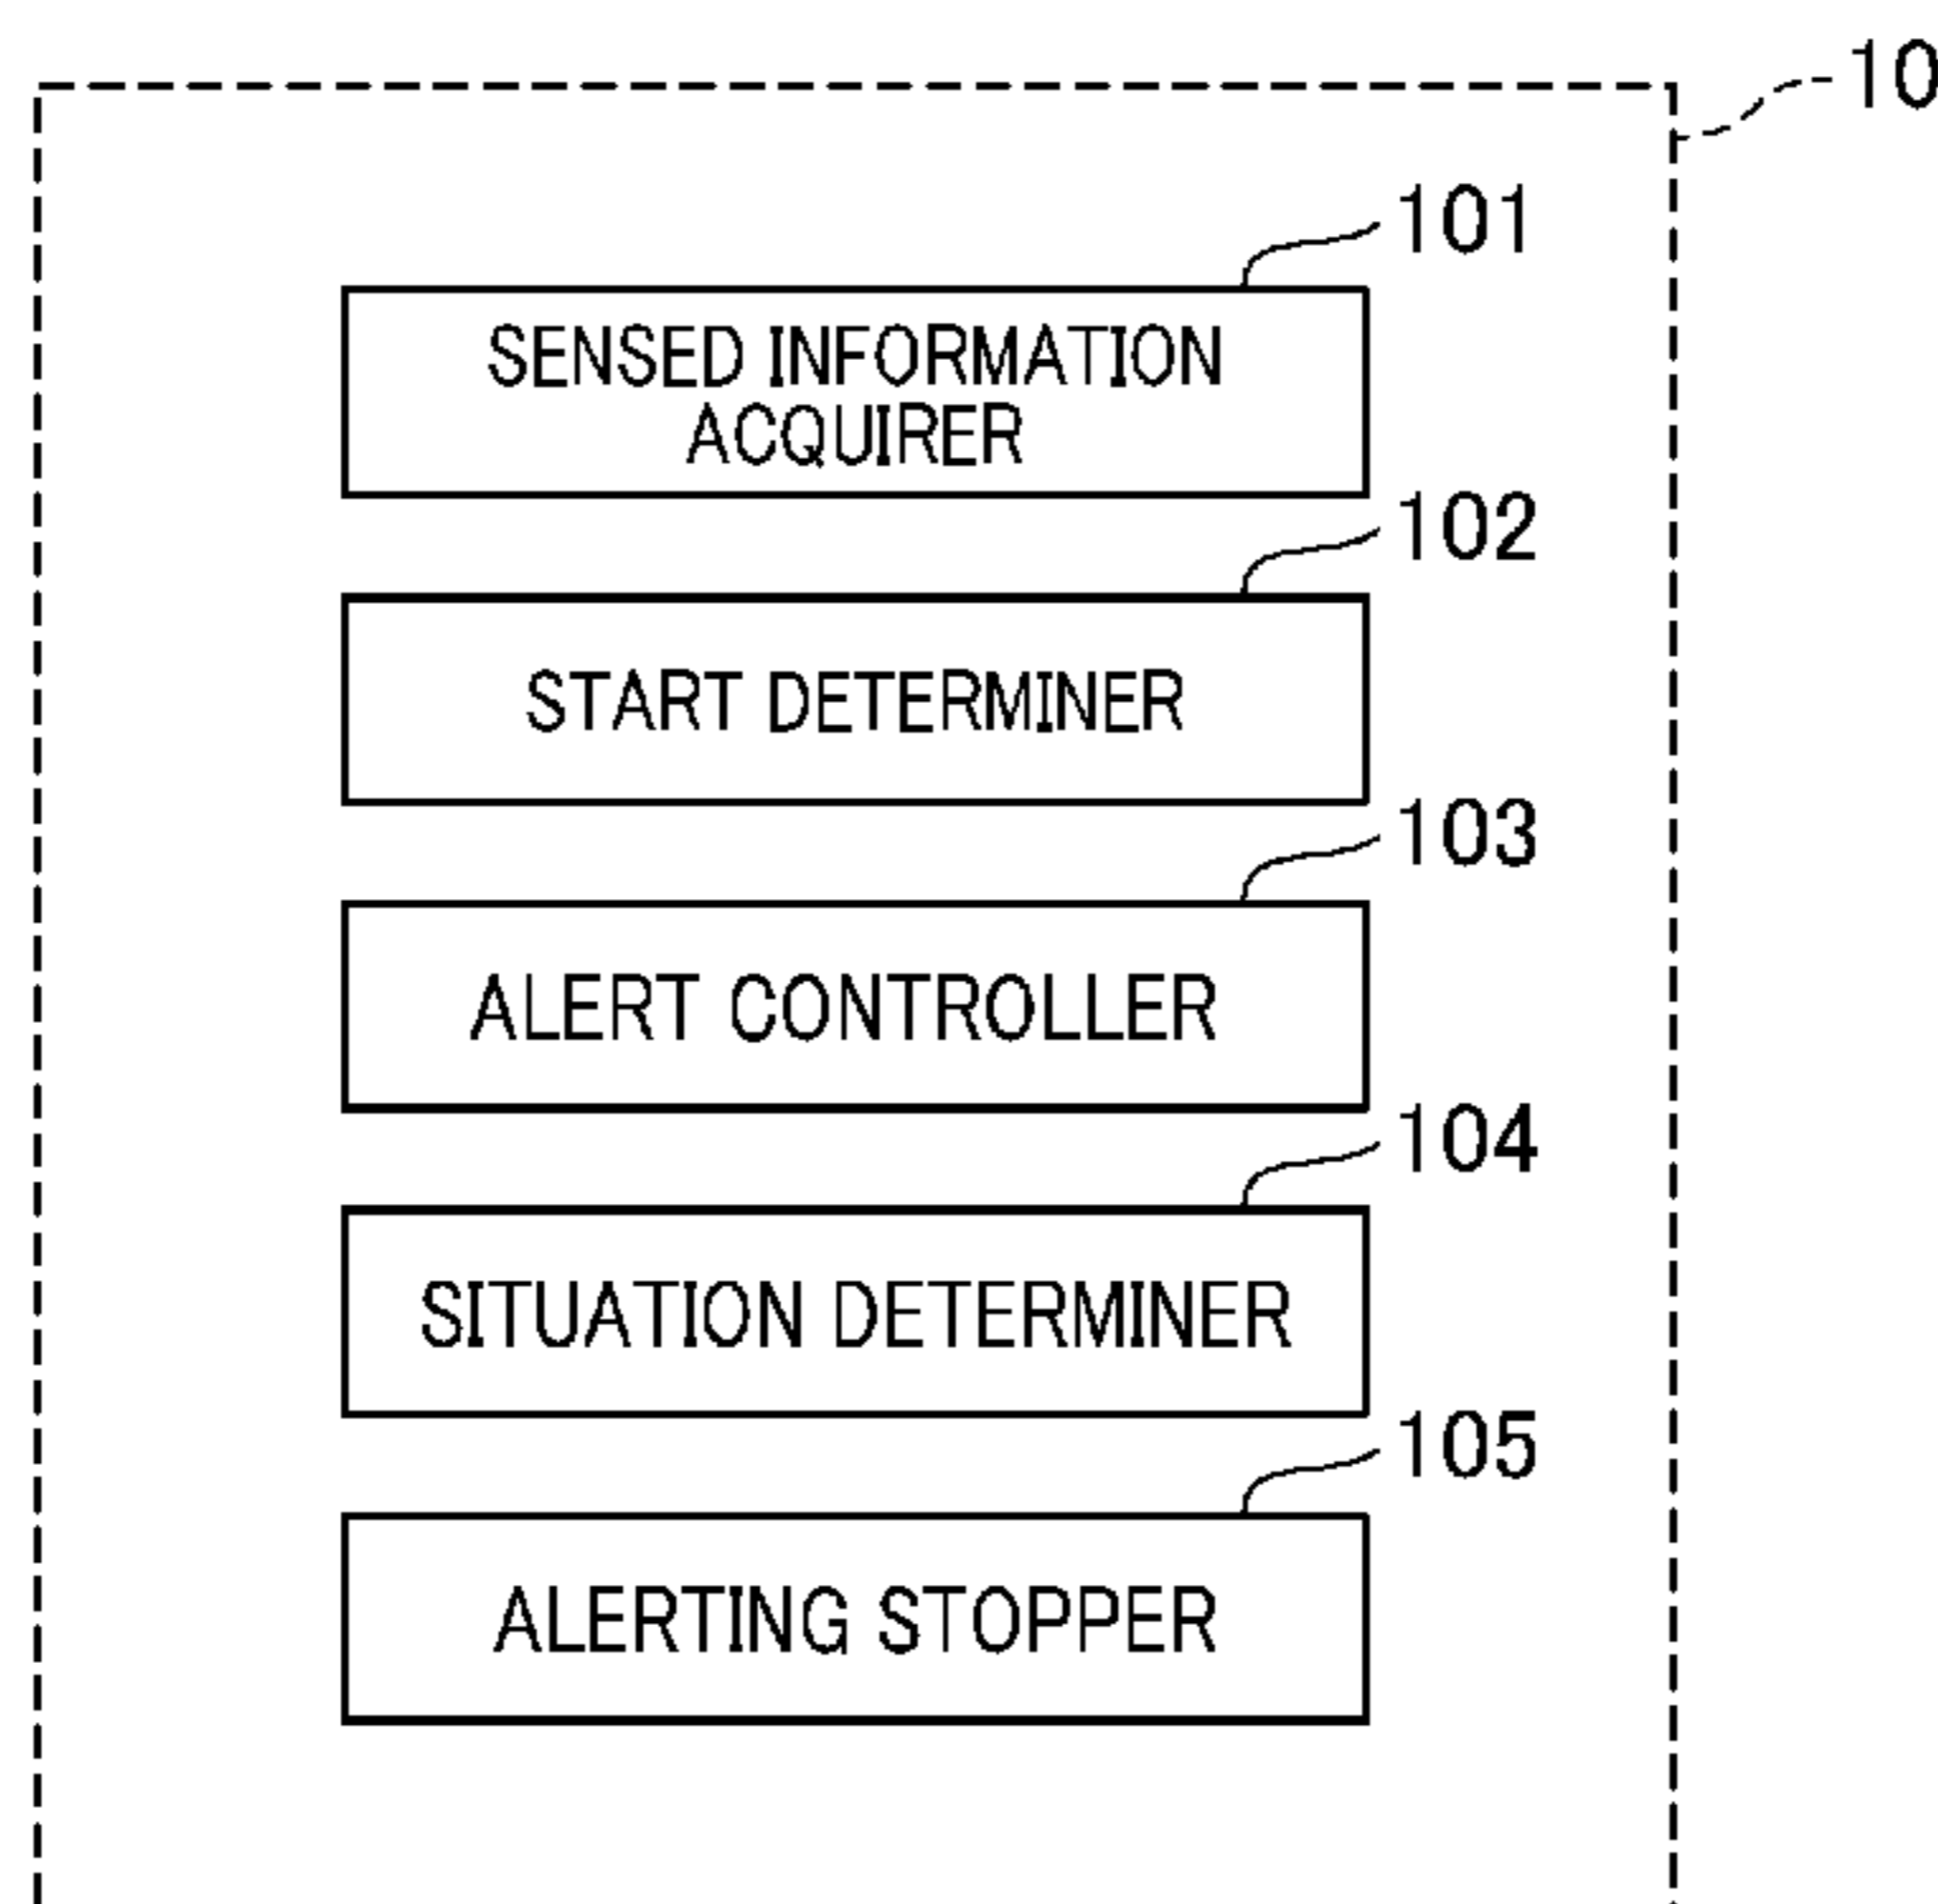 10
101
SENSED INFORMATION
ACQUIRER
102
START DETERMINER
103
ALERT CONTROLLER
104
SITUATION DETERMINER
105
ALERTING STOPPER